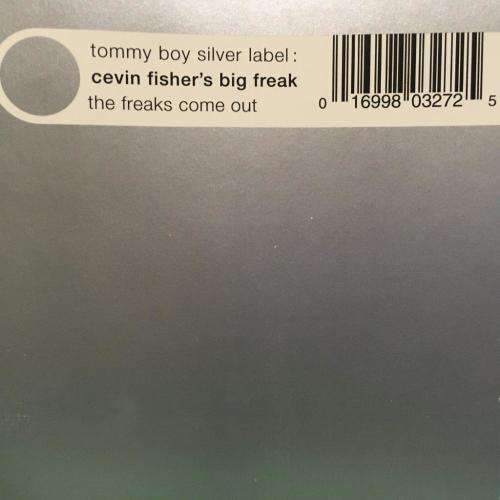 tommy boy silver label:
cevin fisher's big freak
the freaks come out
0 16998 03272 5